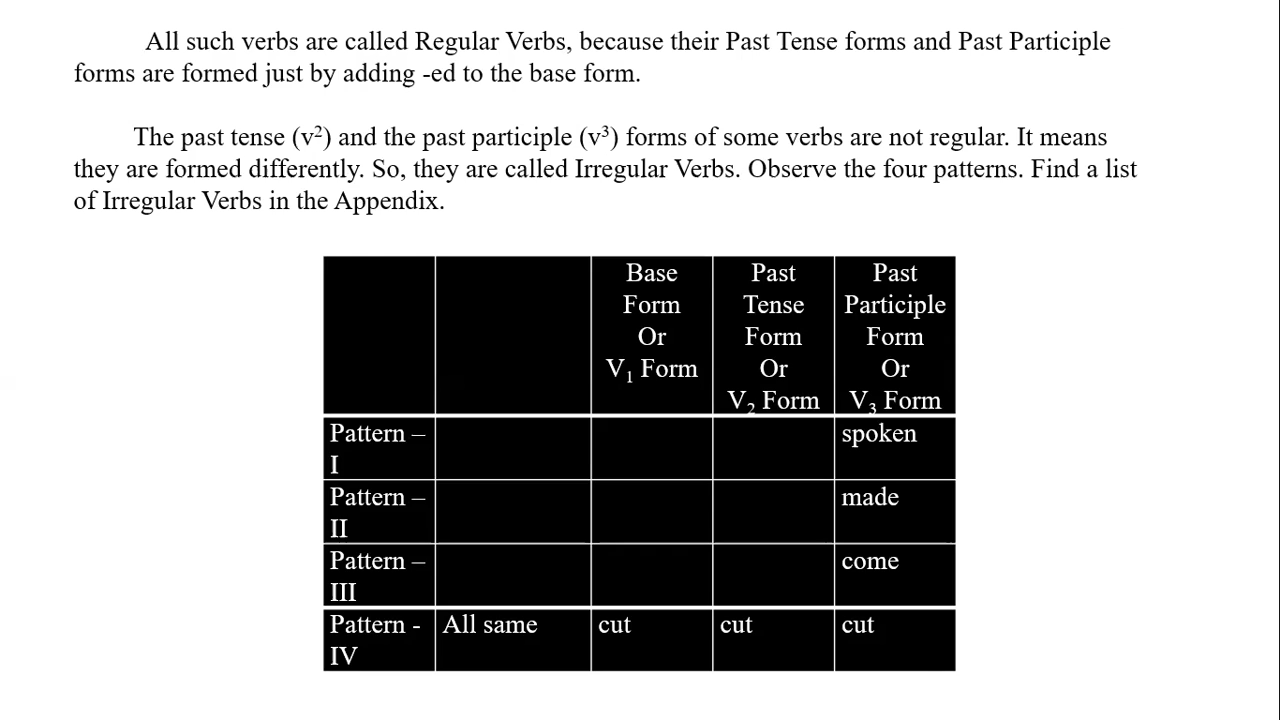 All such verbs are called Regular Verbs, because their Past Tense forms and Past Participle
forms are formed just by adding -ed to the base form.
The past tense (v²) and the past participle (v³) forms of some verbs are not regular. It means
they are formed differently. So, they are called Irregular Verbs. Observe the four patterns. Find a list
of Irregular Verbs in the Appendix.
Base
Form
Or
V₁ Form
Past
Tense
Form
Or
V₂ Form
Past
Participle
Form
Or
V₃ Form
Pattern –
I
spoken
Pattern –
II
made
Pattern –
III
come
Pattern -
IV
All same
cut
cut
cut